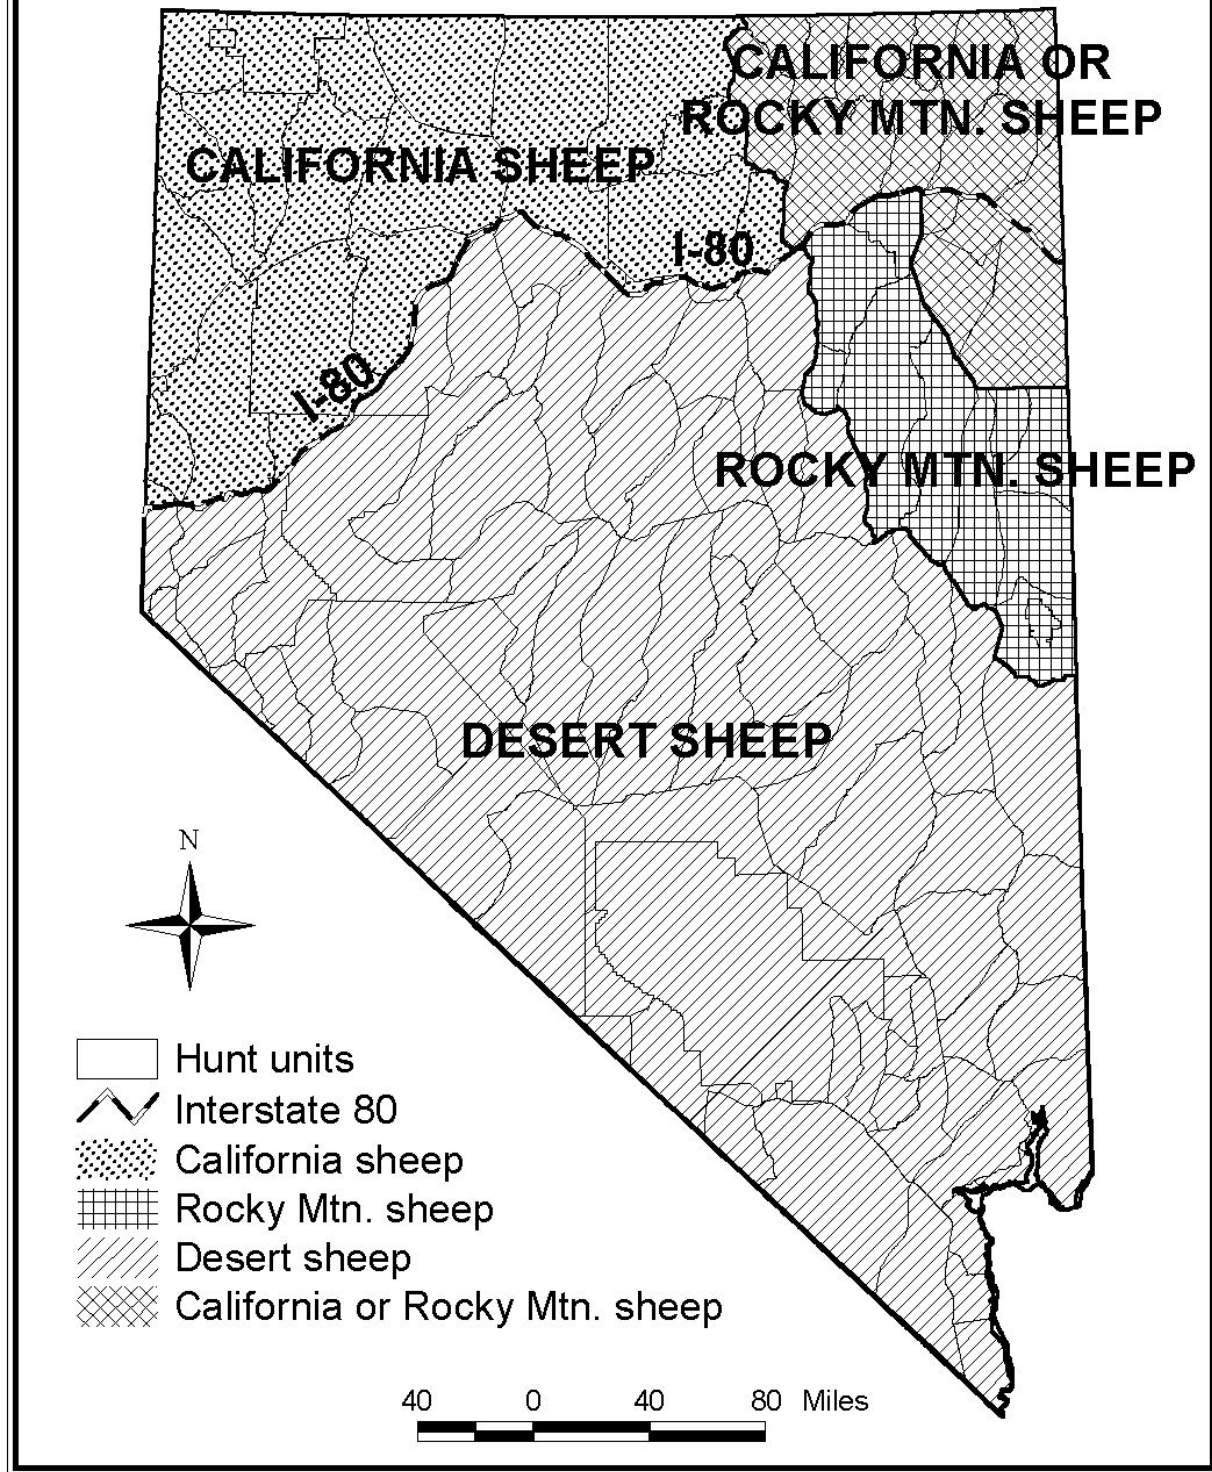 CALIFORNIA OR
ROCKY MTN. SHEEP
CALIFORNIA SHEEP
I-80
I-80
ROCKY MTN. SHEEP
DESERT SHEEP
N
Hunt units
Interstate 80
California sheep
Rocky Mtn. sheep
Desert sheep
California or Rocky Mtn. sheep
40 0 40 80 Miles